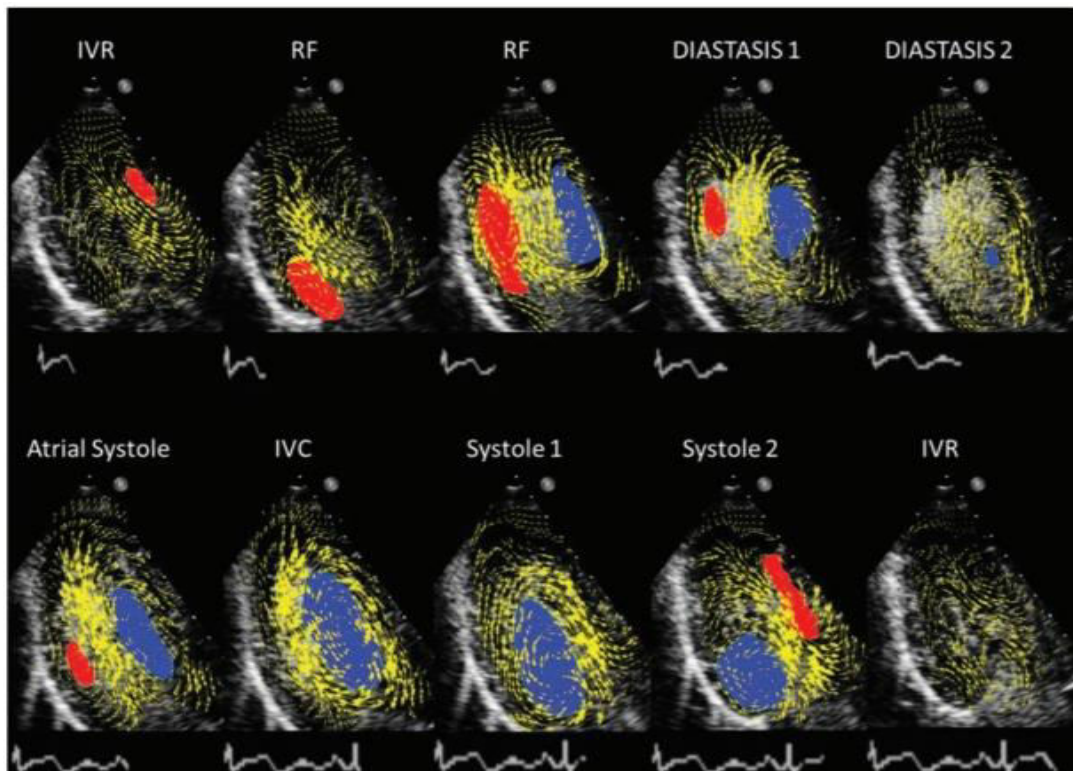 IVR
RF
RF
DIASTASIS 1
DIASTASIS 2
Atrial Systole
IVC
Systole 1
Systole 2
IVR